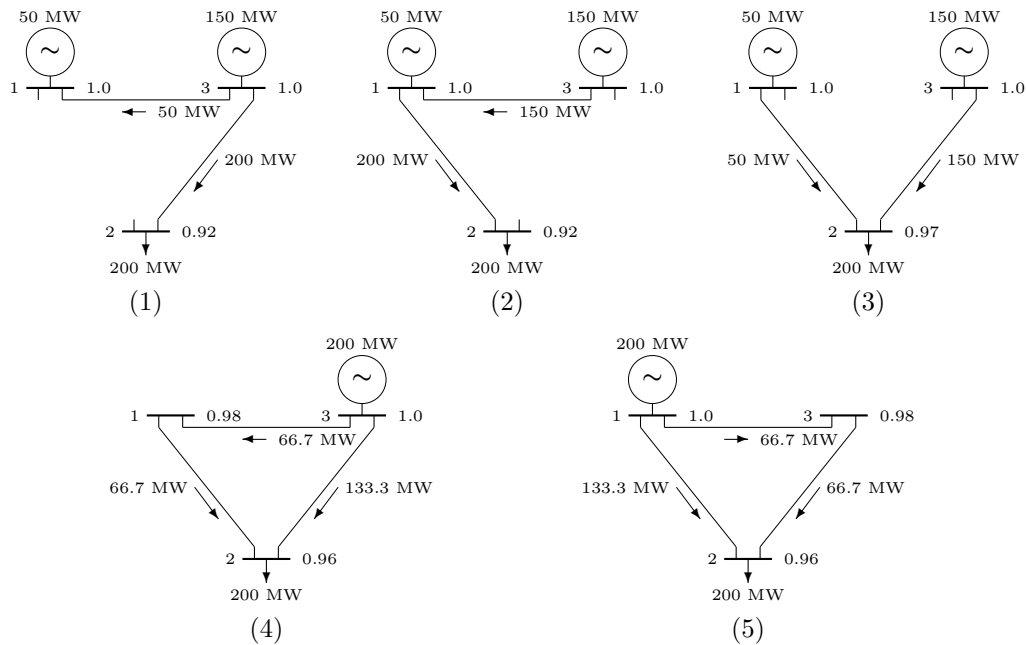 50 MW 150 MW
~ ~
1 1.0 3 1.0
50 MW
200 MW
2 0.92
200 MW
(1)
50 MW 150 MW
~ ~
1 1.0 3 1.0
150 MW
200 MW
2 0.92
200 MW
(2)
50 MW 150 MW
~ ~
1 1.0 3 1.0
50 MW 150 MW
2 0.97
200 MW
(3)
200 MW
~
1 0.98 3 1.0
66.7 MW
66.7 MW 133.3 MW
2 0.96
200 MW
(4)
200 MW
~
1 1.0 3 0.98
66.7 MW
133.3 MW 66.7 MW
2 0.96
200 MW
(5)